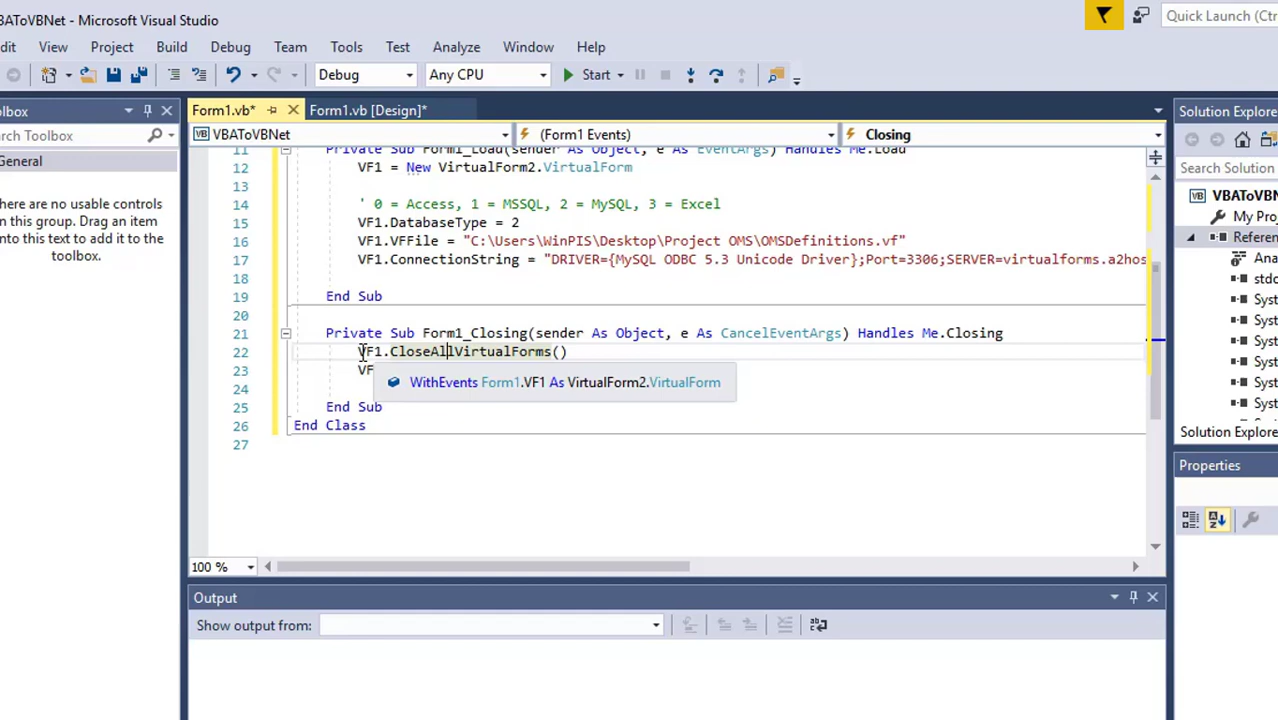 VBAToVBNet - Microsoft Visual Studio
Quick Launch (Ctr
dit View Project Build Debug Team Tools Test Analyze Window Help
Debug Any CPU Start
olbox
Form1.vb* Form1.vb [Design]*
Solution Explore
earch Toolbox
VBAToVBNet (Form1 Events) Closing
General
Search Solution
here are no usable controls
n this group. Drag an item
onto this text to add it to the
toolbox.
11 Private Sub Form1_Load(sender As Object, e As EventArgs) Handles Me.Load
12 VF1 = New VirtualForm2.VirtualForm
13
14 ' 0 = Access, 1 = MSSQL, 2 = MySQL, 3 = Excel
15 VF1.DatabaseType = 2
16 VF1.VFFile = "C:\Users\WinPIS\Desktop\Project OMS\OMSDefinitions.vf"
17 VF1.ConnectionString = "DRIVER={MySQL ODBC 5.3 Unicode Driver};Port=3306;SERVER=virtualforms.a2hos
18
19 End Sub
20
21 Private Sub Form1_Closing(sender As Object, e As CancelEventArgs) Handles Me.Closing
22 VF1.CloseAllVirtualForms()
23 VF
WithEvents Form1.VF1 As VirtualForm2.VirtualForm
24
25 End Sub
26 End Class
27
VBAToVBN
My Pro
Referen
Ana
stdo
Syst
Syst
Syst
Syst
Syst
Syst
Solution Explore
Properties
100 %
Output
Show output from: